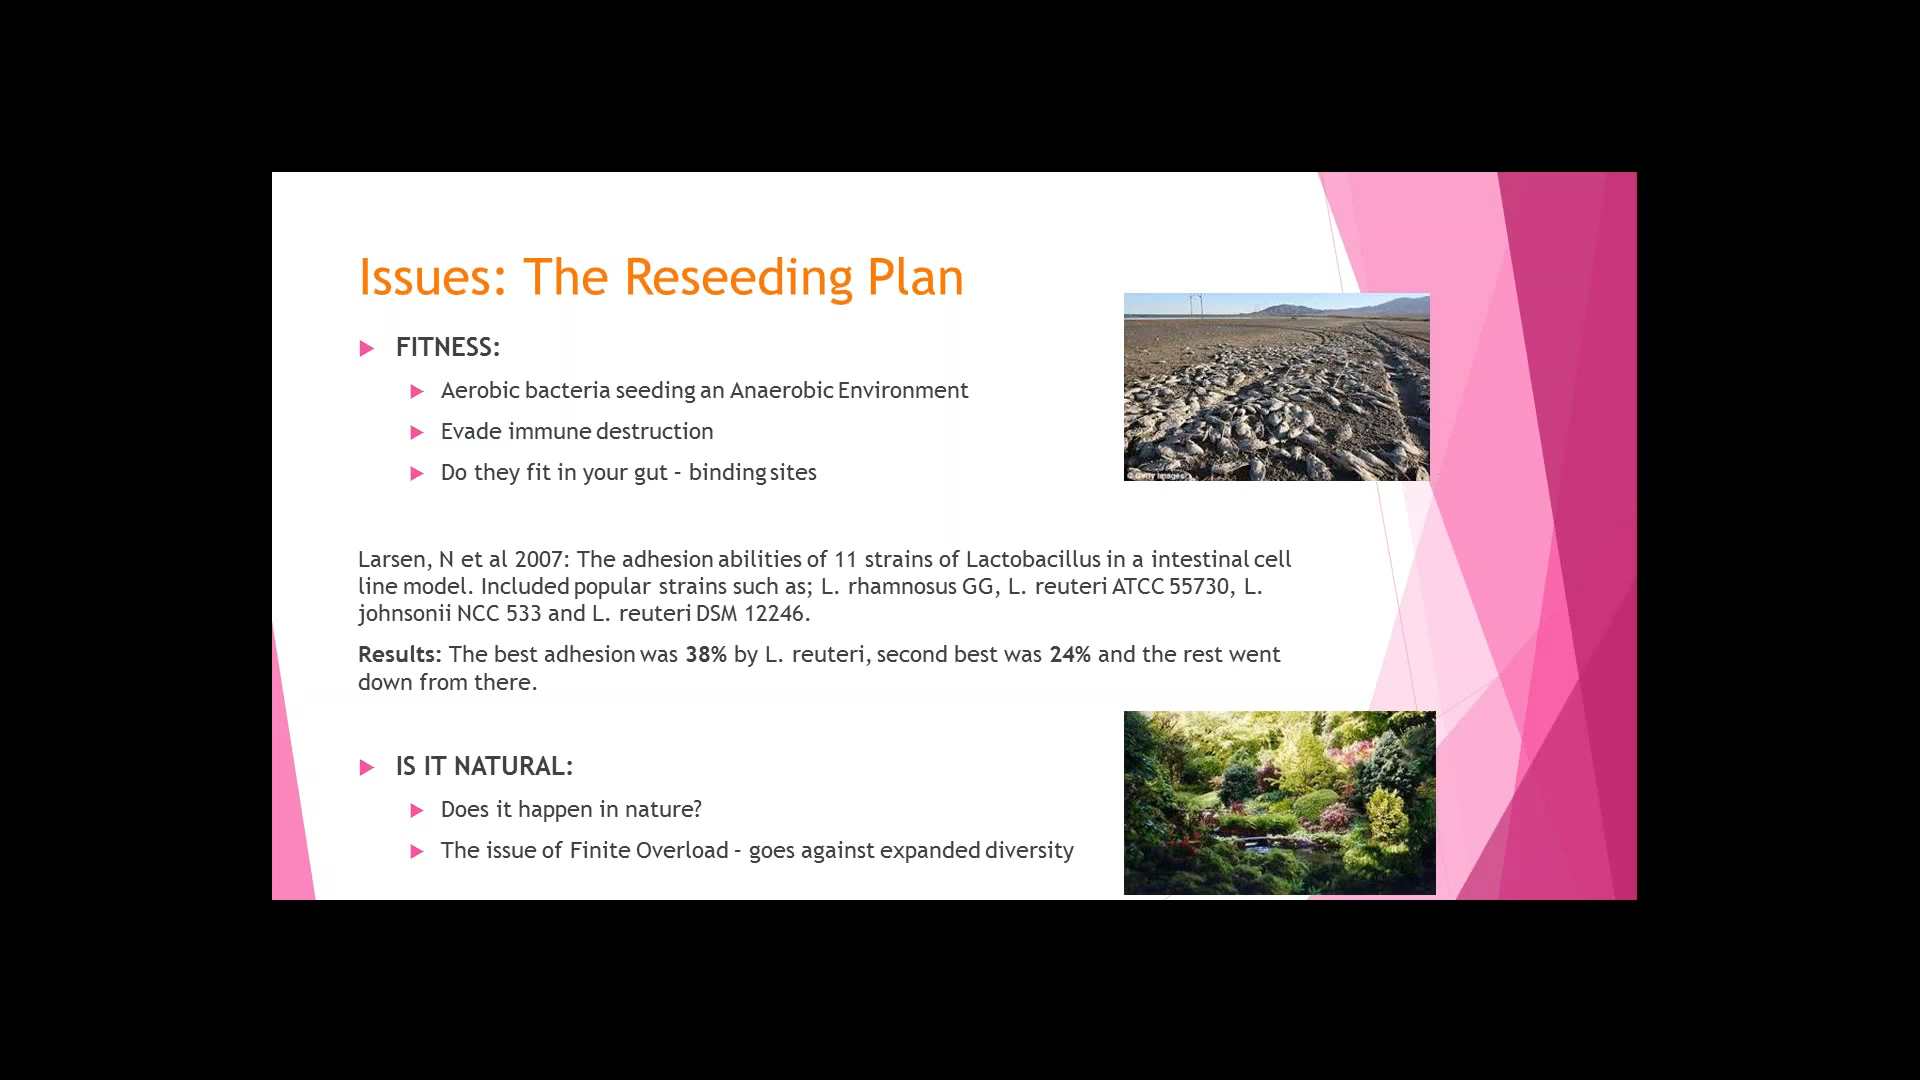 Issues: The Reseeding Plan
FITNESS:
Aerobic bacteria seeding an Anaerobic Environment
Evade immune destruction
Do they fit in your gut – binding sites
© Getty Images
Larsen, N et al 2007: The adhesion abilities of 11 strains of Lactobacillus in a intestinal cell
line model. Included popular strains such as; L. rhamnosus GG, L. reuteri ATCC 55730, L.
johnsonii NCC 533 and L. reuteri DSM 12246.
Results: The best adhesion was 38% by L. reuteri, second best was 24% and the rest went
down from there.
IS IT NATURAL:
Does it happen in nature?
The issue of Finite Overload – goes against expanded diversity